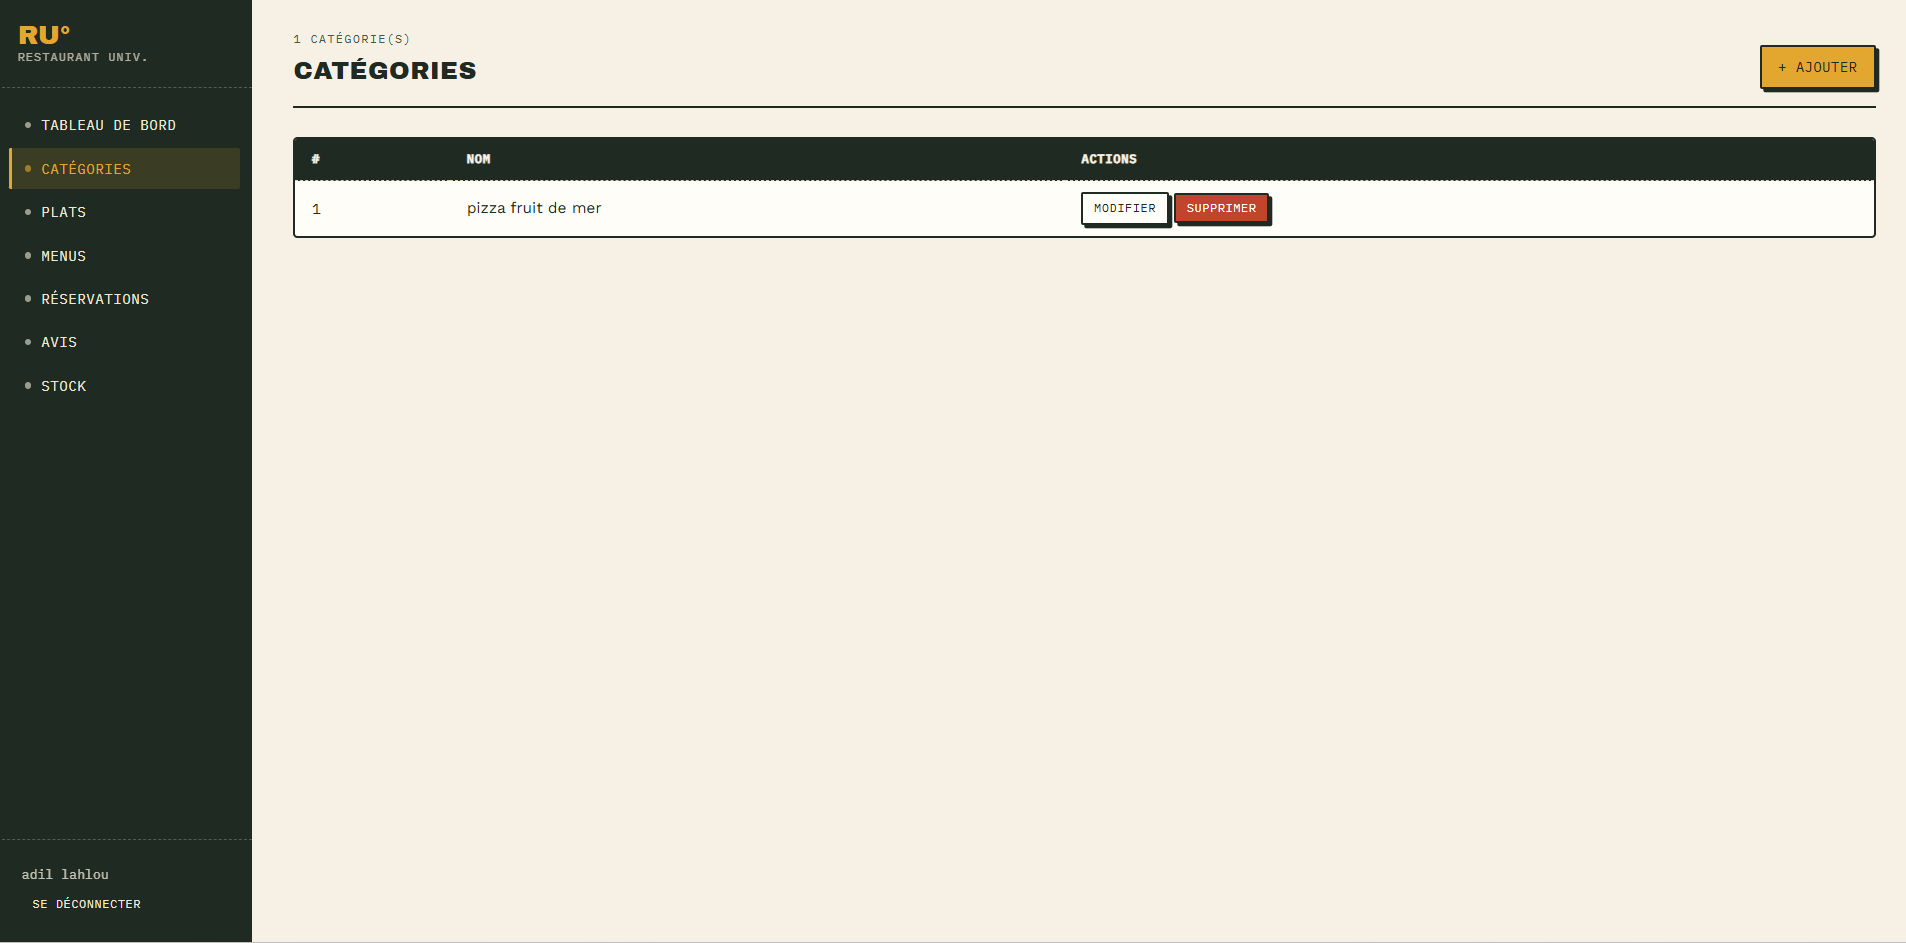 RU°
RESTAURANT UNIV.
TABLEAU DE BORD
CATÉGORIES
PLATS
MENUS
RÉSERVATIONS
AVIS
STOCK
adil lahlou
SE DÉCONNECTER
1 CATÉGORIE(S)
CATÉGORIES
+ AJOUTER
# NOM ACTIONS
1 pizza fruit de mer MODIFIER SUPPRIMER